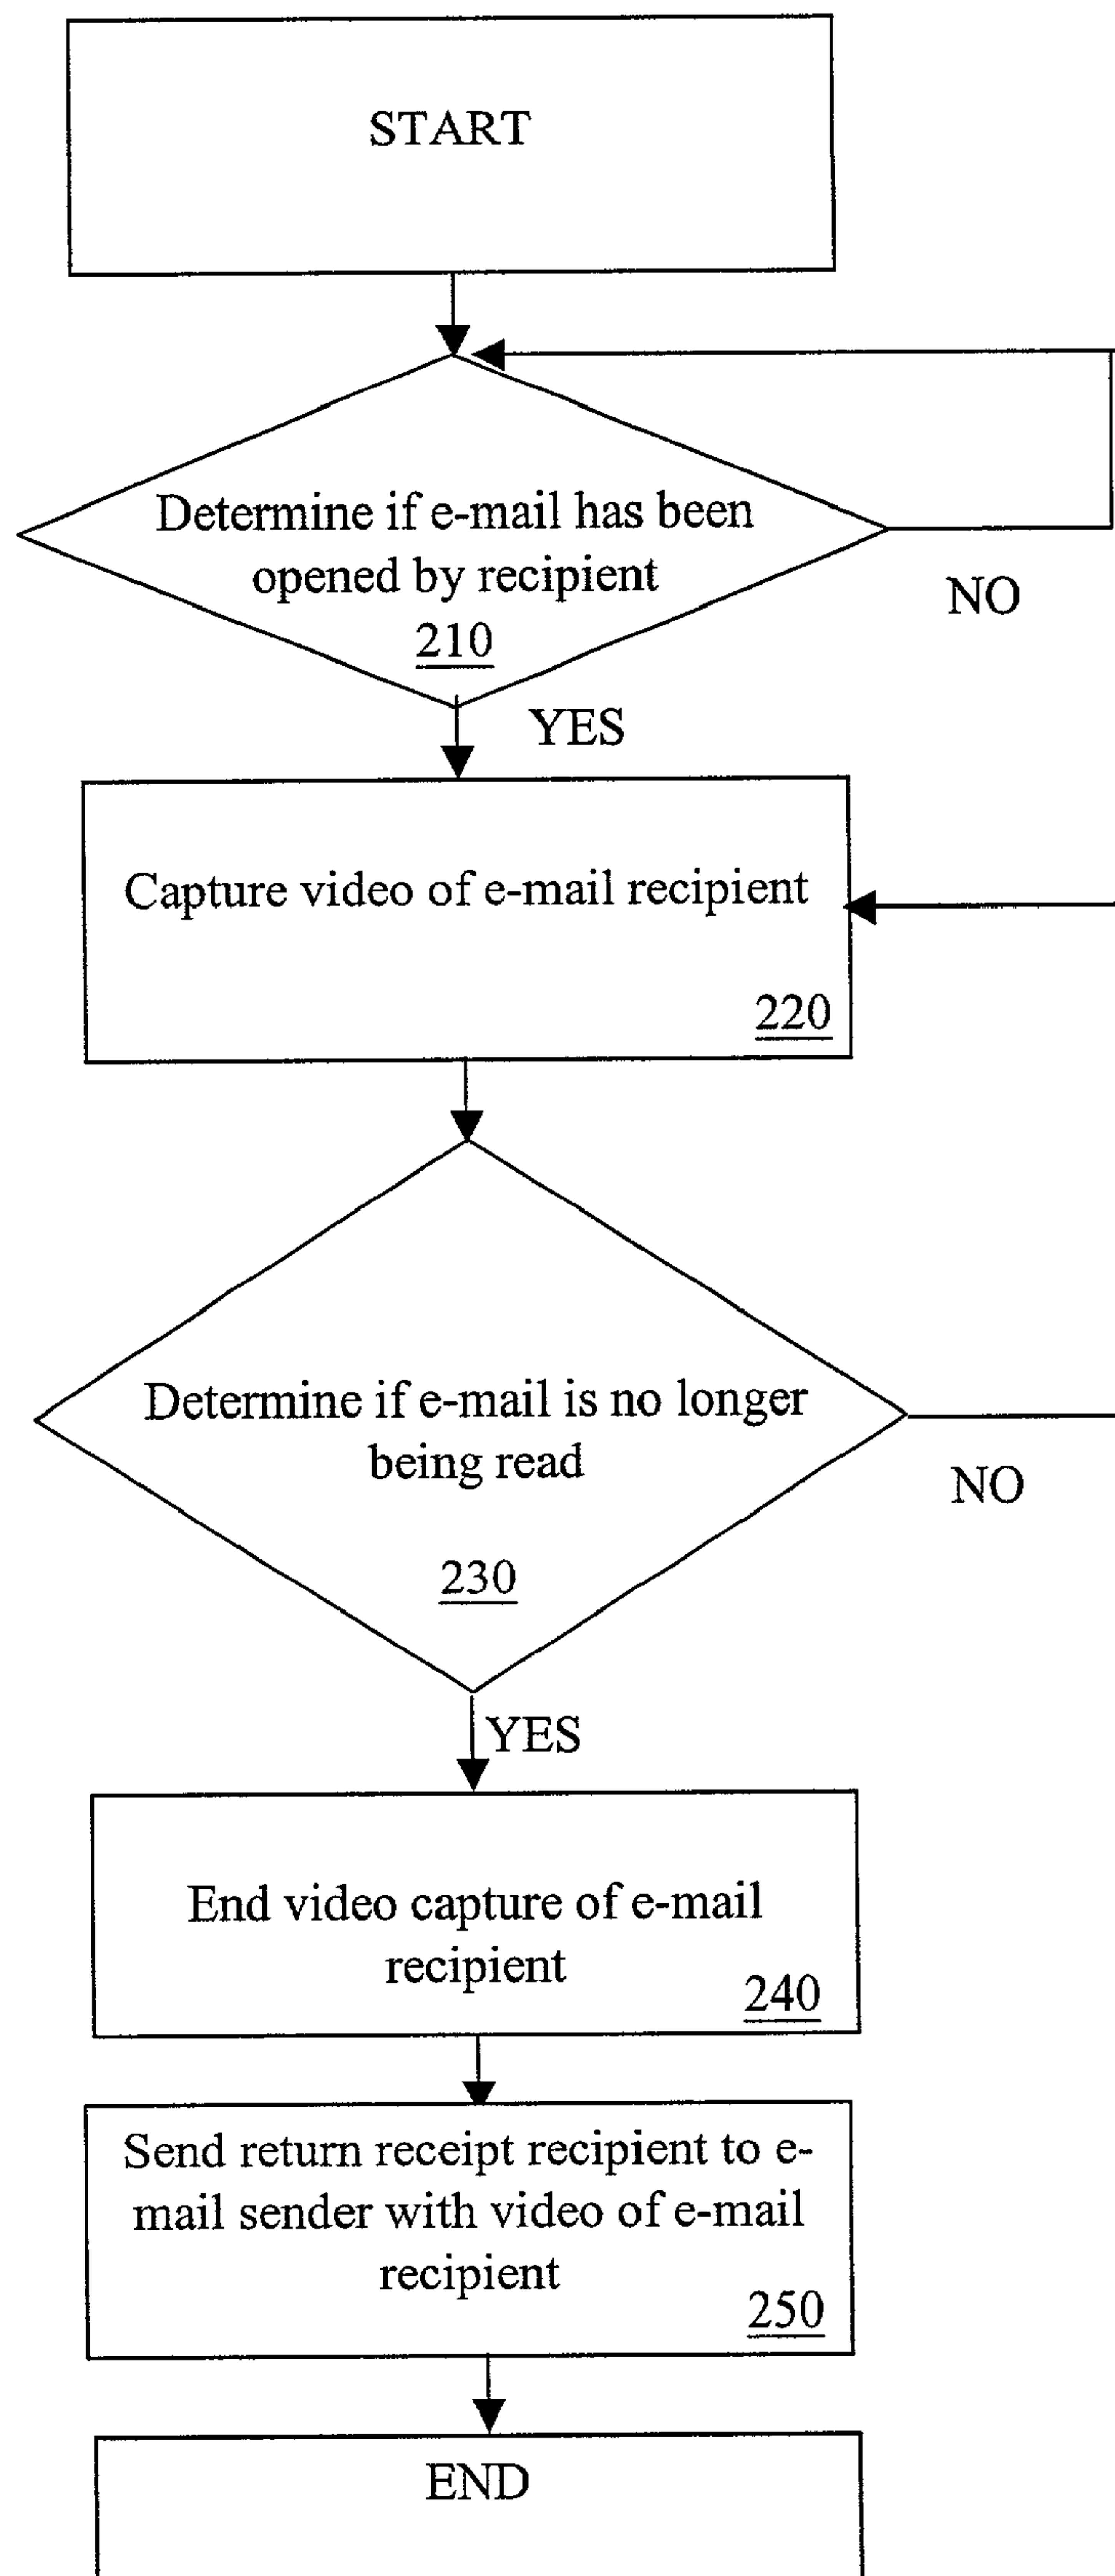 START
Determine if e-mail has been
opened by recipient
210
NO
YES
Capture video of e-mail recipient
220
Determine if e-mail is no longer
being read
NO
230
YES
End video capture of e-mail
recipient
240
Send return receipt recipient to e-
mail sender with video of e-mail
recipient
250
END